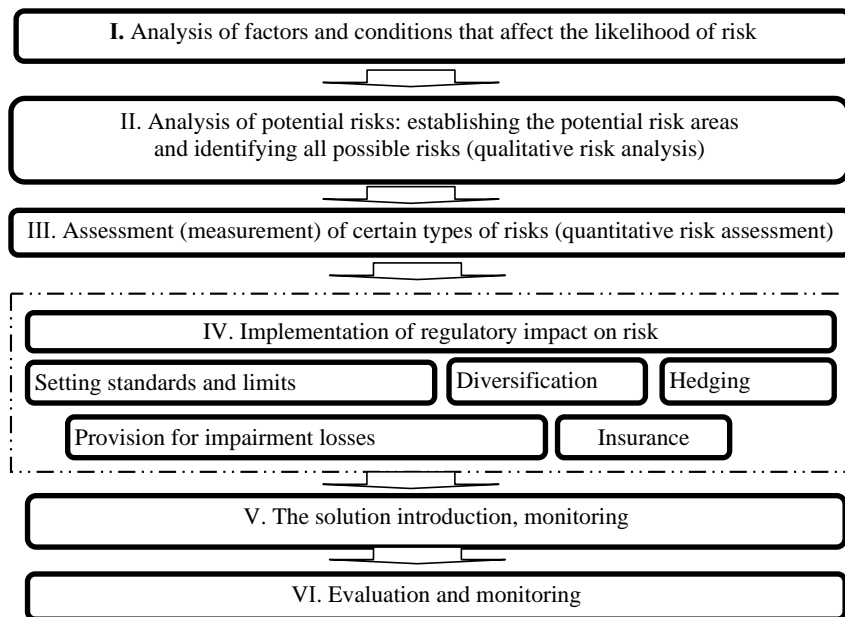 I. Analysis of factors and conditions that affect the likelihood of risk
II. Analysis of potential risks: establishing the potential risk areas
and identifying all possible risks (qualitative risk analysis)
III. Assessment (measurement) of certain types of risks (quantitative risk assessment)
IV. Implementation of regulatory impact on risk
Setting standards and limits
Diversification
Hedging
Provision for impairment losses
Insurance
V. The solution introduction, monitoring
VI. Evaluation and monitoring